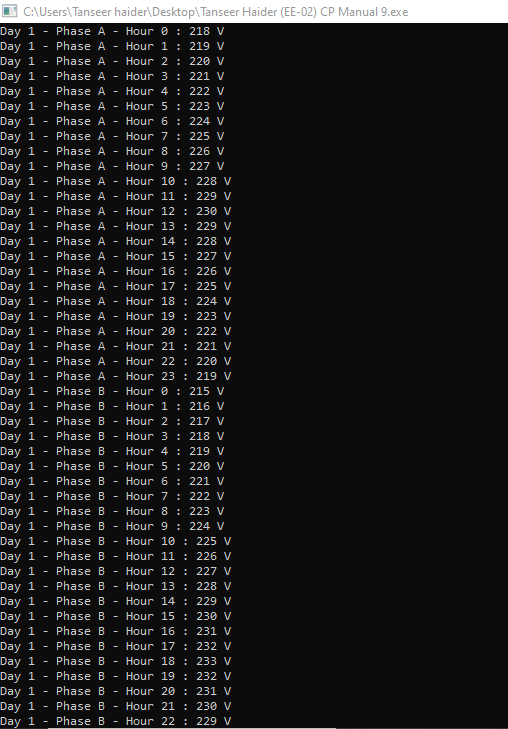 C:\Users\Tanseer haider\Desktop\Tanseer Haider (EE-02) CP Manual 9.exe
Day 1 - Phase A - Hour 0 : 218 V
Day 1 - Phase A - Hour 1 : 219 V
Day 1 - Phase A - Hour 2 : 220 V
Day 1 - Phase A - Hour 3 : 221 V
Day 1 - Phase A - Hour 4 : 222 V
Day 1 - Phase A - Hour 5 : 223 V
Day 1 - Phase A - Hour 6 : 224 V
Day 1 - Phase A - Hour 7 : 225 V
Day 1 - Phase A - Hour 8 : 226 V
Day 1 - Phase A - Hour 9 : 227 V
Day 1 - Phase A - Hour 10 : 228 V
Day 1 - Phase A - Hour 11 : 229 V
Day 1 - Phase A - Hour 12 : 230 V
Day 1 - Phase A - Hour 13 : 229 V
Day 1 - Phase A - Hour 14 : 228 V
Day 1 - Phase A - Hour 15 : 227 V
Day 1 - Phase A - Hour 16 : 226 V
Day 1 - Phase A - Hour 17 : 225 V
Day 1 - Phase A - Hour 18 : 224 V
Day 1 - Phase A - Hour 19 : 223 V
Day 1 - Phase A - Hour 20 : 222 V
Day 1 - Phase A - Hour 21 : 221 V
Day 1 - Phase A - Hour 22 : 220 V
Day 1 - Phase A - Hour 23 : 219 V
Day 1 - Phase B - Hour 0 : 215 V
Day 1 - Phase B - Hour 1 : 216 V
Day 1 - Phase B - Hour 2 : 217 V
Day 1 - Phase B - Hour 3 : 218 V
Day 1 - Phase B - Hour 4 : 219 V
Day 1 - Phase B - Hour 5 : 220 V
Day 1 - Phase B - Hour 6 : 221 V
Day 1 - Phase B - Hour 7 : 222 V
Day 1 - Phase B - Hour 8 : 223 V
Day 1 - Phase B - Hour 9 : 224 V
Day 1 - Phase B - Hour 10 : 225 V
Day 1 - Phase B - Hour 11 : 226 V
Day 1 - Phase B - Hour 12 : 227 V
Day 1 - Phase B - Hour 13 : 228 V
Day 1 - Phase B - Hour 14 : 229 V
Day 1 - Phase B - Hour 15 : 230 V
Day 1 - Phase B - Hour 16 : 231 V
Day 1 - Phase B - Hour 17 : 232 V
Day 1 - Phase B - Hour 18 : 233 V
Day 1 - Phase B - Hour 19 : 232 V
Day 1 - Phase B - Hour 20 : 231 V
Day 1 - Phase B - Hour 21 : 230 V
Day 1 - Phase B - Hour 22 : 229 V